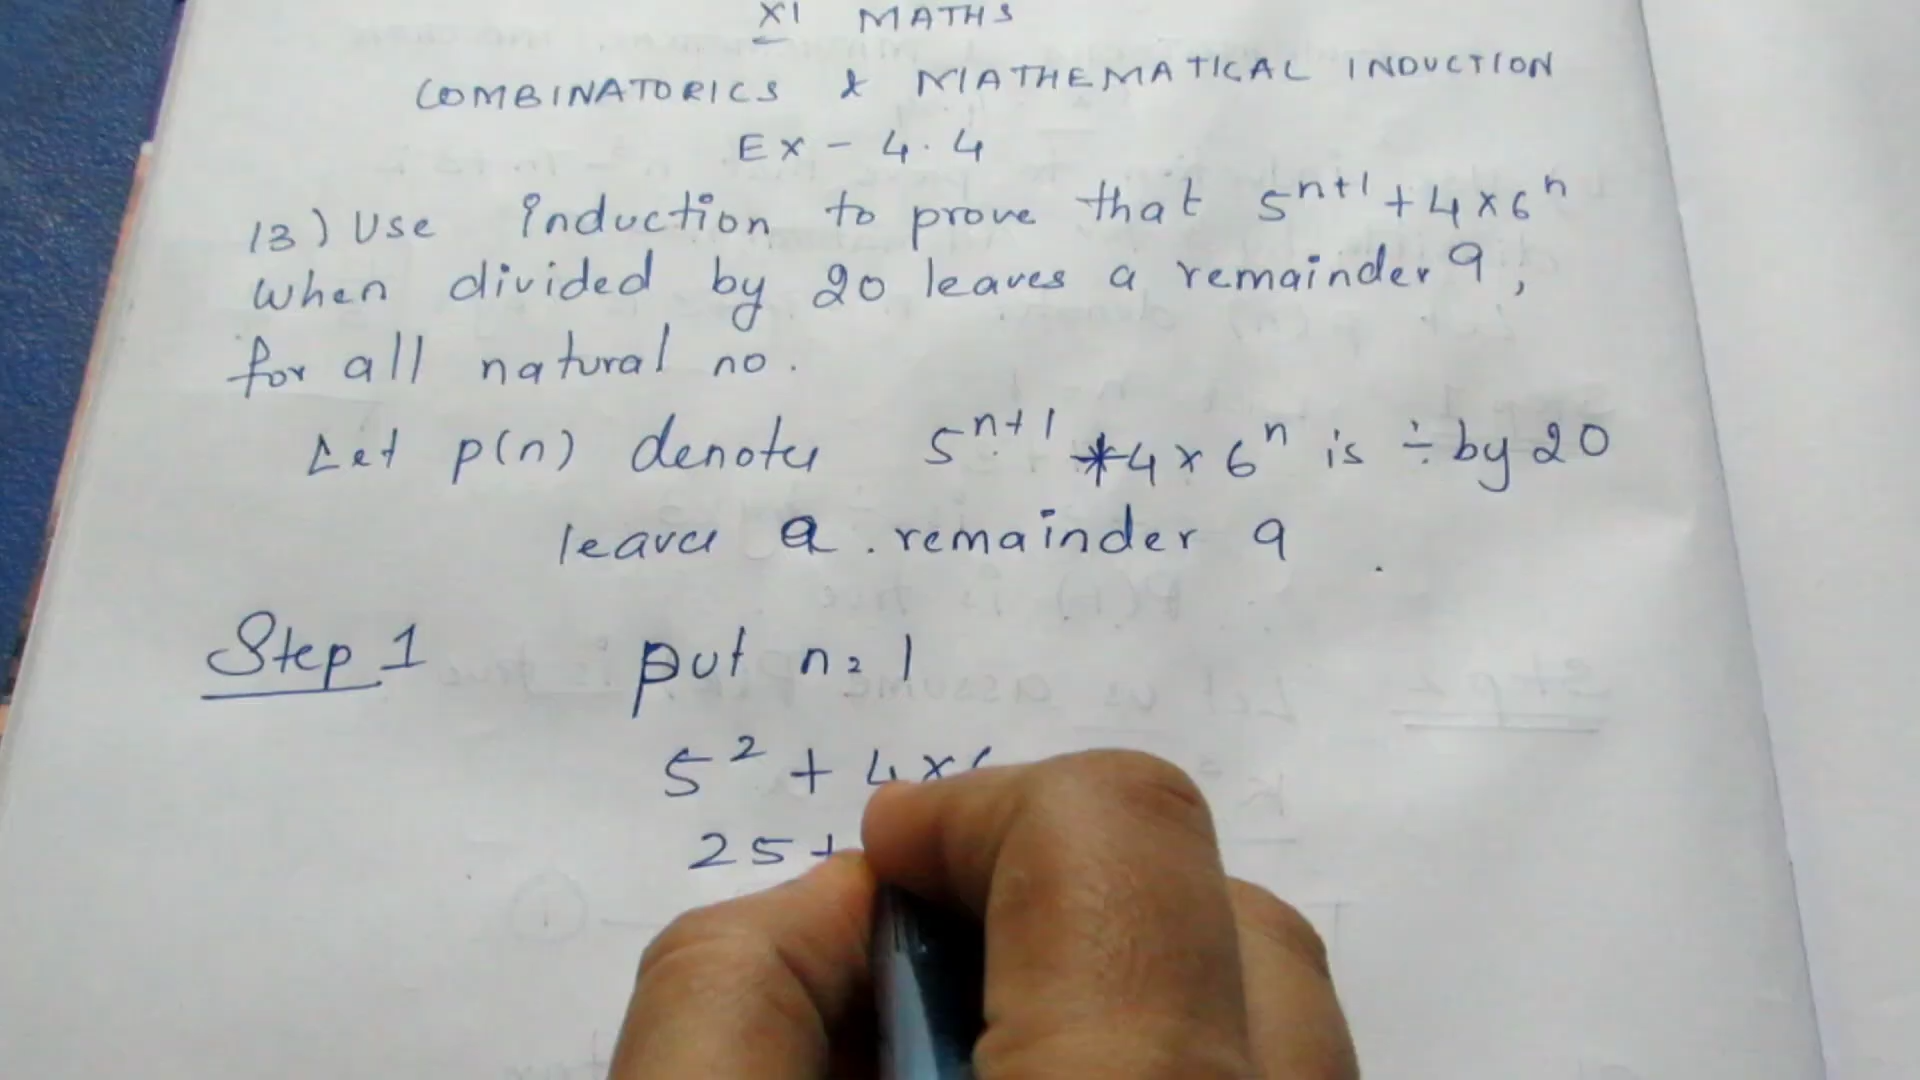 XI MATHS
COMBINATORICS & MATHEMATICAL INDUCTION
EX - 4.4
13) Use induction to prove that 5^{n+1} + 4 × 6^n
when divided by 20 leaves a remainder 9,
for all natural no.
Let p(n) denotes 5^{n+1} + 4 × 6^n is ÷ by 20
leaves a remainder 9
Step 1 put n = 1
5^2 + 4 ×
25 +